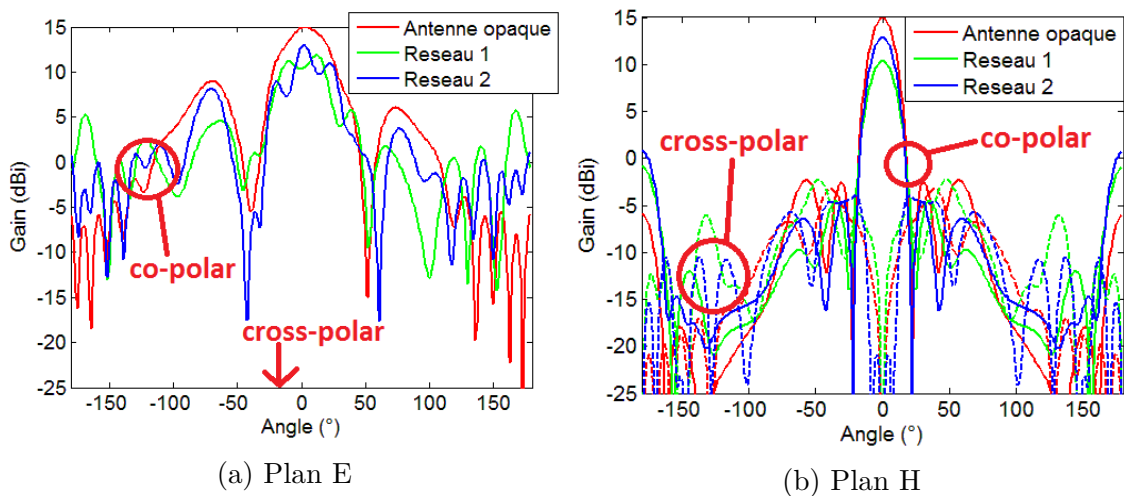 Antenne opaque
Reseau 1
Reseau 2
15
10
5
0
-5
-10
-15
-20
-25
Gain (dBi)
co-polar
cross-polar
-150 -100 -50 0 50 100 150
Angle (°)
(a) Plan E
Antenne opaque
Reseau 1
Reseau 2
15
10
5
0
-5
-10
-15
-20
-25
Gain (dBi)
cross-polar
co-polar
-150 -100 -50 0 50 100 150
Angle (°)
(b) Plan H